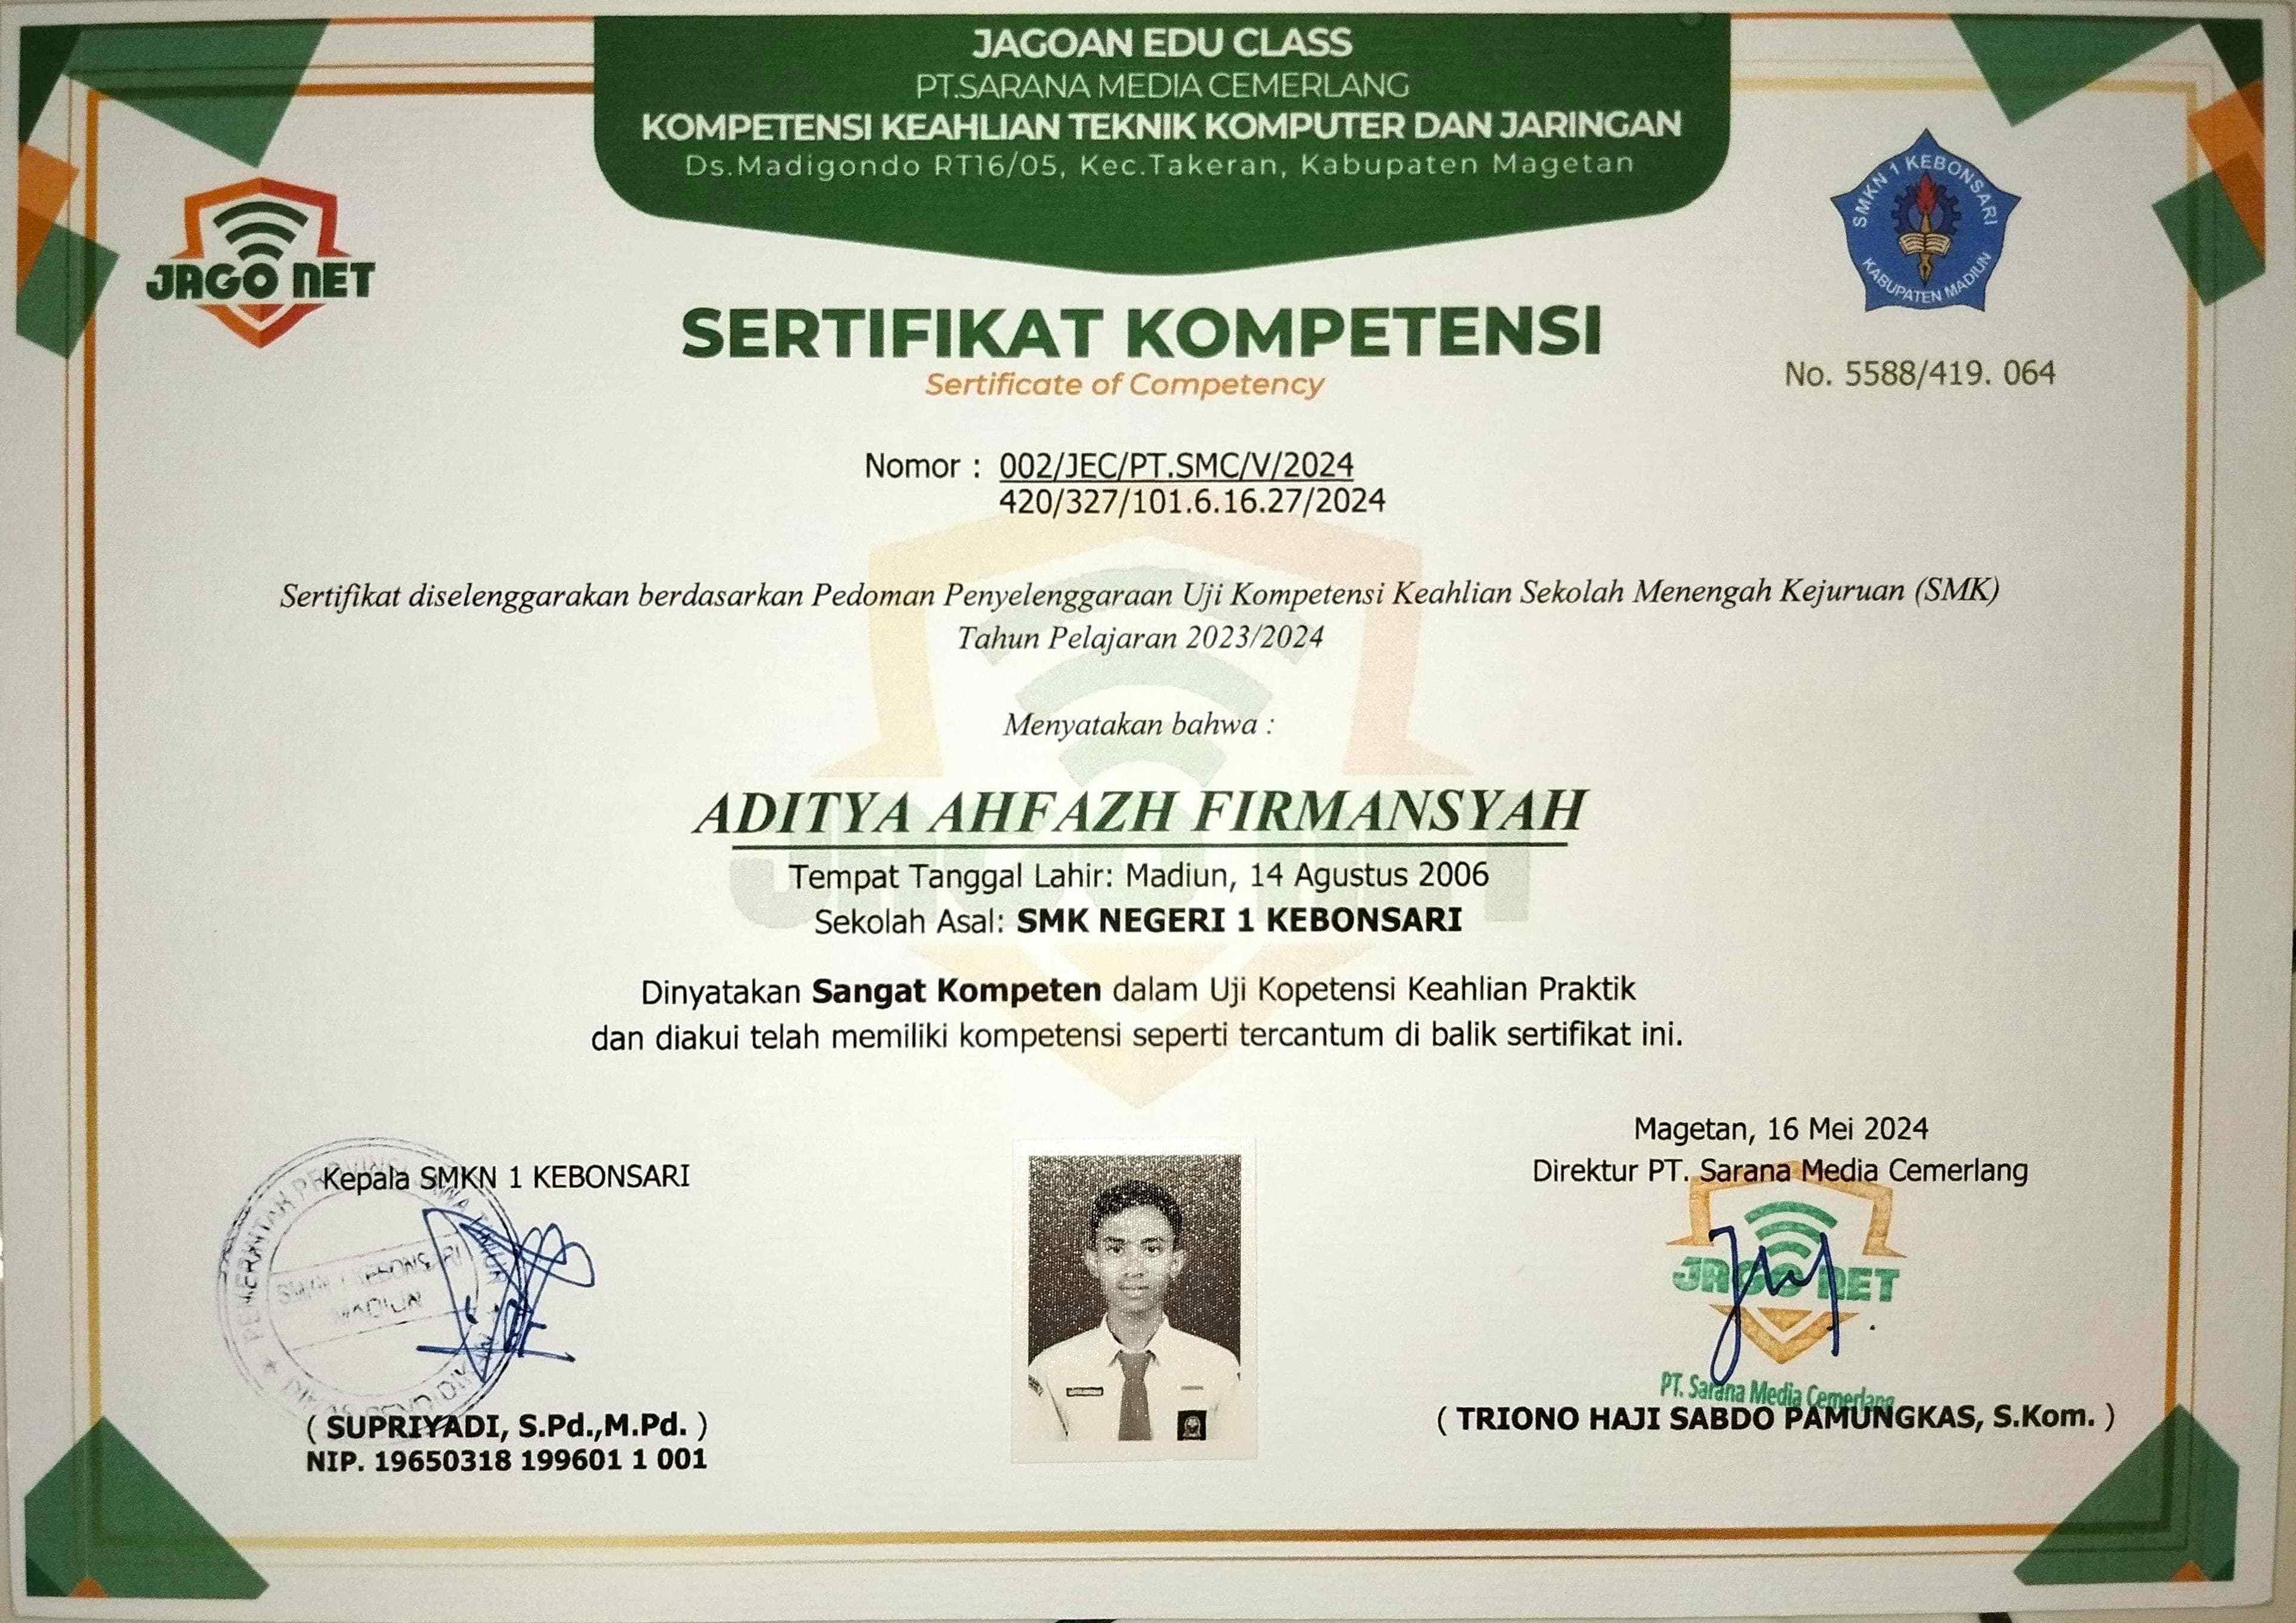 JAGOAN EDU CLASS
PT.SARANA MEDIA CEMERLANG
KOMPETENSI KEAHLIAN TEKNIK KOMPUTER DAN JARINGAN
Ds.Madigondo RT16/05, Kec.Takeran, Kabupaten Magetan
JAGO NET
SMKN 1 KEBONSARI
KABUPATEN MADIUN
SERTIFIKAT KOMPETENSI
Sertificate of Competency
No. 5588/419. 064
Nomor : 002/JEC/PT.SMC/V/2024
420/327/101.6.16.27/2024
Sertifikat diselenggarakan berdasarkan Pedoman Penyelenggaraan Uji Kompetensi Keahlian Sekolah Menengah Kejuruan (SMK)
Tahun Pelajaran 2023/2024
Menyatakan bahwa :
ADITYA AHFAZH FIRMANSYAH
Tempat Tanggal Lahir: Madiun, 14 Agustus 2006
Sekolah Asal: SMK NEGERI 1 KEBONSARI
Dinyatakan Sangat Kompeten dalam Uji Kopetensi Keahlian Praktik
dan diakui telah memiliki kompetensi seperti tercantum di balik sertifikat ini.
Magetan, 16 Mei 2024
Kepala SMKN 1 KEBONSARI
Direktur PT. Sarana Media Cemerlang
PEMERINTAH PROVINSI JAWA TIMUR
SMKN 1 KEBONSARI
MADIUN
JAGO NET
PT. Sarana Media Cemerlang
( SUPRIYADI, S.Pd.,M.Pd. )
NIP. 19650318 199601 1 001
( TRIONO HAJI SABDO PAMUNGKAS, S.Kom. )